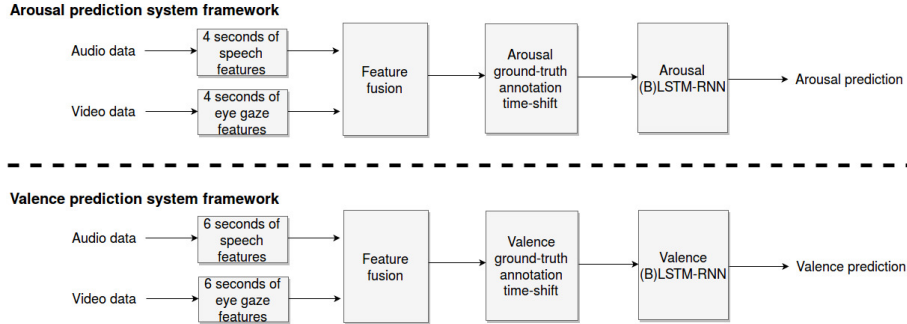 Arousal prediction system framework
Audio data
4 seconds of
speech
features
Video data
4 seconds of
eye gaze
features
Feature
fusion
Arousal
ground-truth
annotation
time-shift
Arousal
(B)LSTM-RNN
Arousal prediction
Valence prediction system framework
Audio data
6 seconds of
speech
features
Video data
6 seconds of
eye gaze
features
Feature
fusion
Valence
ground-truth
annotation
time-shift
Valence
(B)LSTM-RNN
Valence prediction